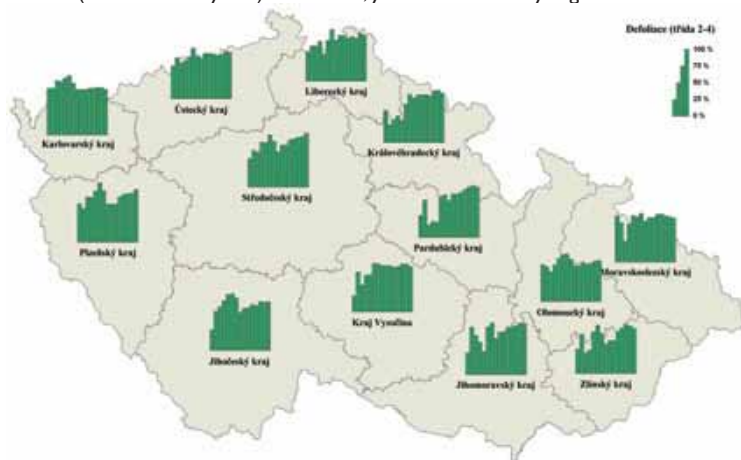 Defoliace (třída 2-4)
100 %
75 %
50 %
25 %
0 %
Liberecký kraj
Ústecký kraj
Karlovarský kraj
Královéhradecký kraj
Středočeský kraj
Pardubický kraj
Plzeňský kraj
Moravskoslezský kraj
Olomoucký kraj
Kraj Vysočina
Jihočeský kraj
Jihomoravský kraj
Zlínský kraj